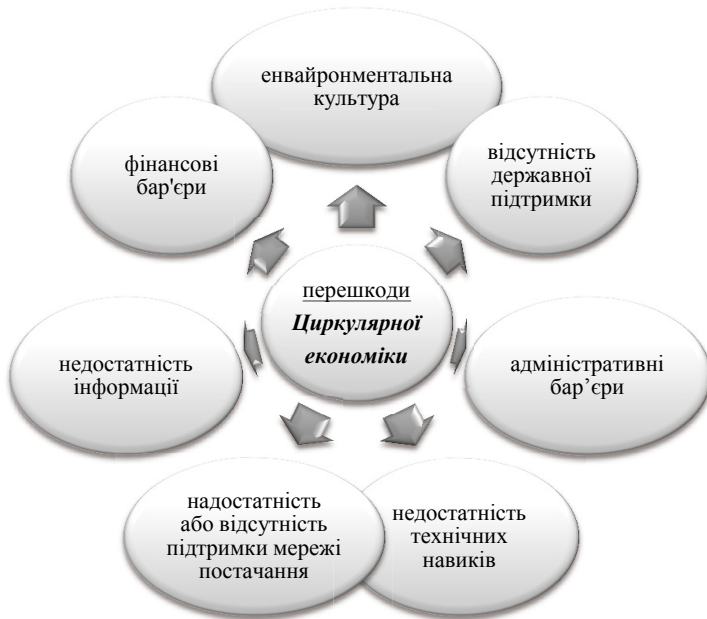 енвайронментальна
культура
фінансові
бар'єри
відсутність
державної
підтримки
перешкоди
Циркулярної
економіки
недостатність
інформації
адміністративні
бар’єри
надостатність
або відсутність
підтримки мережі
постачання
недостатність
технічних
навиків